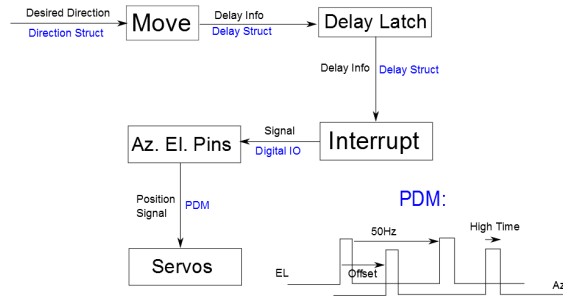 Desired Direction
Direction Struct
Move
Delay Info
Delay Struct
Delay Latch
Delay Info
Delay Struct
Interrupt
Signal
Digital IO
Az. El. Pins
Position
Signal
PDM
Servos
PDM:
50Hz
High Time
EL
Offset
Az